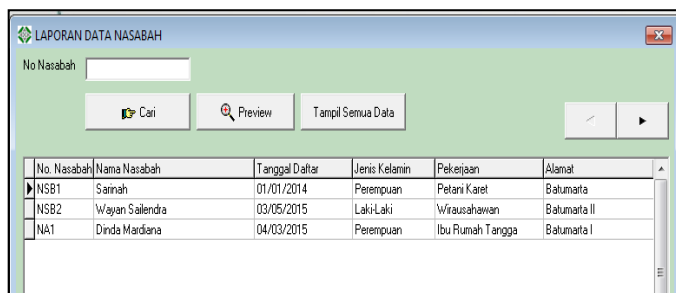 LAPORAN DATA NASABAH
No Nasabah
Cari Preview Tampil Semua Data
No. Nasabah Nama Nasabah Tanggal Daftar Jenis Kelamin Pekerjaan Alamat
NSB1 Sarinah 01/01/2014 Perempuan Petani Karet Batumarta
NSB2 Wayan Sailendra 03/05/2015 Laki-Laki Wirausahawan Batumarta II
NA1 Dinda Mardiana 04/03/2015 Perempuan Ibu Rumah Tangga Batumarta I